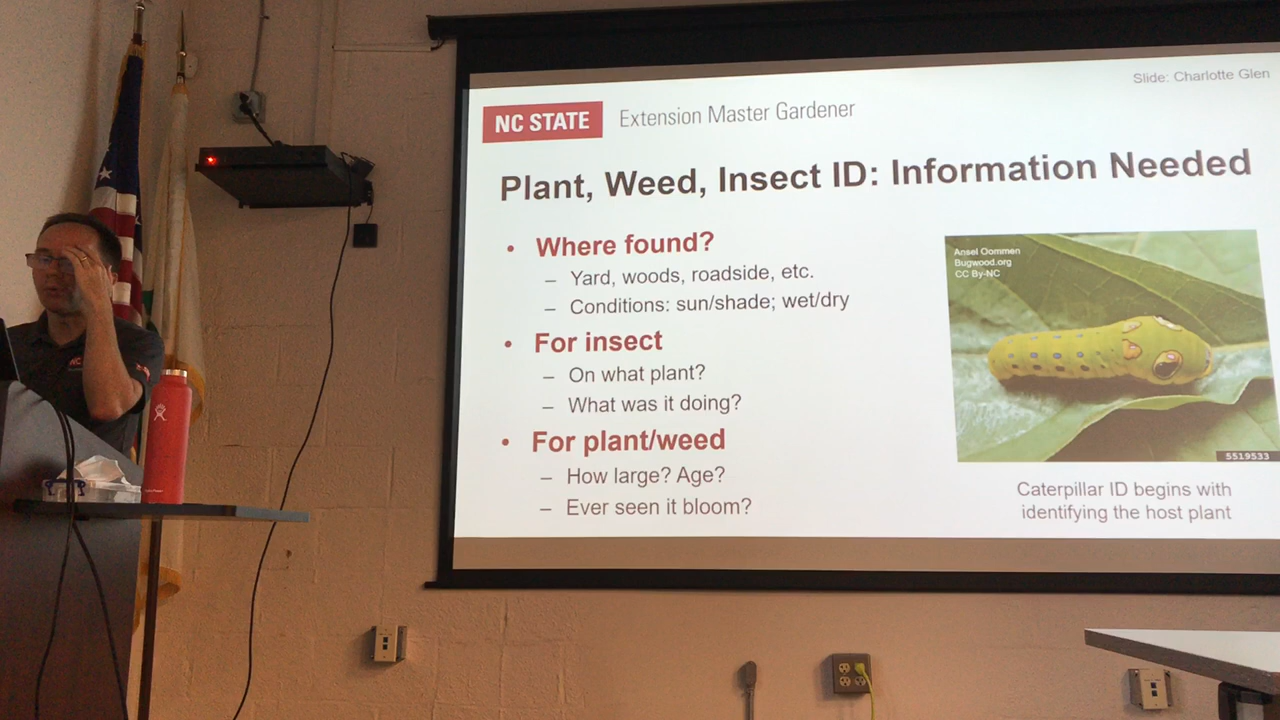 Slide: Charlotte Glen
NC STATE Extension Master Gardener
Plant, Weed, Insect ID: Information Needed
• Where found?
– Yard, woods, roadside, etc.
– Conditions: sun/shade; wet/dry
• For insect
– On what plant?
– What was it doing?
• For plant/weed
– How large? Age?
– Ever seen it bloom?
Ansel Oommen
Bugwood.org
CC By-NC
5519533
Caterpillar ID begins with
identifying the host plant
NC